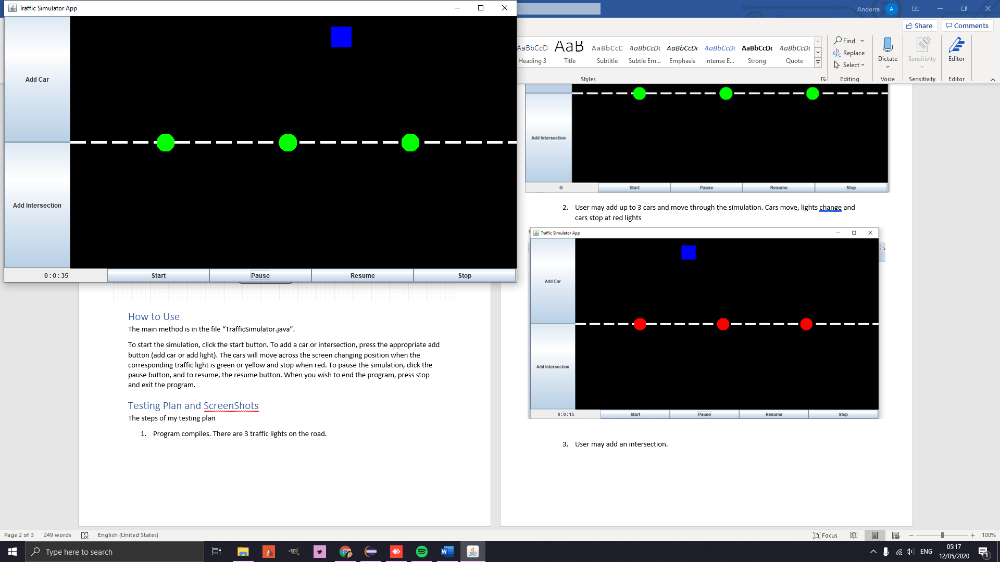 Traffic Simulator App
Add Car
Add Intersection
0 : 0 : 35
Start
Pause
Resume
Stop
Andorra
A
Share
Comments
AaBbCcD
Heading 3
AaB
Title
AaBbCcD
Subtitle
AaBbCcDt
Subtle Em...
AaBbCcDt
Emphasis
AaBbCcDt
Intense E...
AaBbCcDc
Strong
AaBbCcDt
Quote
Styles
Find
Replace
Select
Editing
Dictate
Voice
Sensitivity
Sensitivity
Editor
Editor
How to Use
The main method is in the file “TrafficSimulator.java”.
To start the simulation, click the start button. To add a car or intersection, press the appropriate add
button (add car or add light). The cars will move across the screen changing position when the
corresponding traffic light is green or yellow and stop when red. To pause the simulation, click the
pause button, and to resume, the resume button. When you wish to end the program, press stop
and exit the program.
Testing Plan and ScreenShots
The steps of my testing plan
1. Program compiles. There are 3 traffic lights on the road.
Add Intersection
0:
Start
Pause
Resume
Stop
2. User may add up to 3 cars and move through the simulation. Cars move, lights change and
cars stop at red lights
Traffic Simulator App
Add Car
Add Intersection
0 : 0 : 15
Start
Pause
Resume
Stop
3. User may add an intersection.
Page 2 of 3
249 words
English (United States)
Focus
100%
Type here to search
W
ENG
05:17
12/05/2020
1